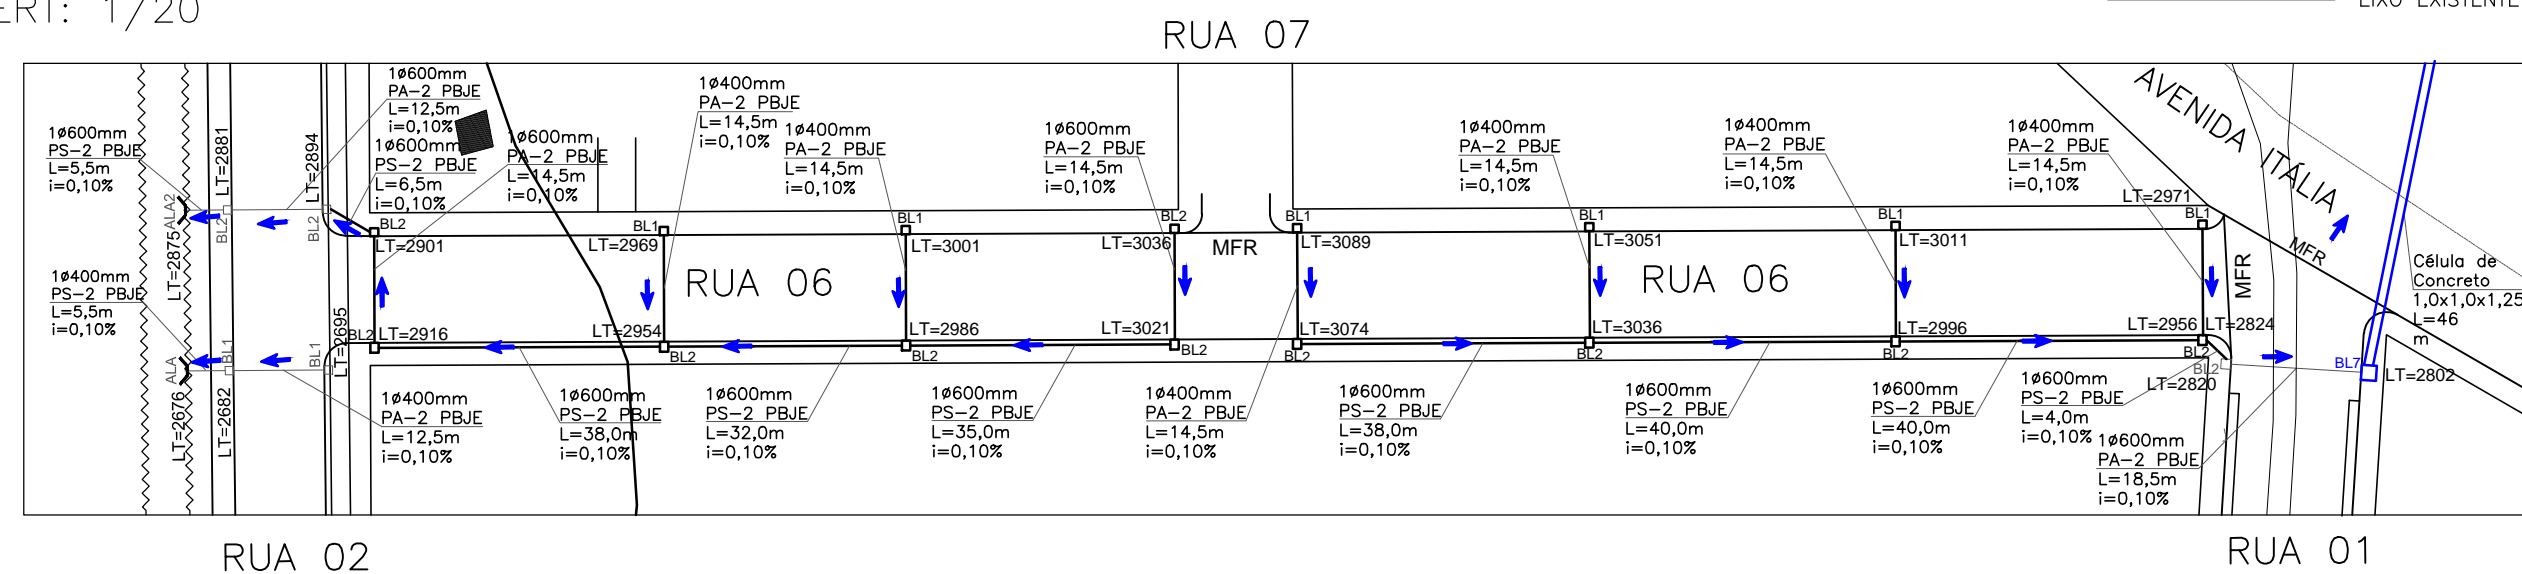 VERT: 1/20
EIXO EXISTENTE
RUA 07
1ø600mm
PS-2 PBJE
L=5,5m
i=0,10%
1ø400mm
PS-2 PBJE
L=5,5m
i=0,10%
LT=2875
ALA2
LT=2881
BL2
LT=2894
BL2
1ø600mm
PA-2 PBJE
L=12,5m
i=0,10%
1ø600mm
PS-2 PBJE
L=6,5m
i=0,10%
1ø600mm
PA-2 PBJE
L=14,5m
i=0,10%
1ø400mm
PA-2 PBJE
L=14,5m
i=0,10%
1ø400mm
PA-2 PBJE
L=14,5m
i=0,10%
1ø600mm
PA-2 PBJE
L=14,5m
i=0,10%
1ø400mm
PA-2 PBJE
L=14,5m
i=0,10%
1ø400mm
PA-2 PBJE
L=14,5m
i=0,10%
1ø400mm
PA-2 PBJE
L=14,5m
i=0,10%
AVENIDA ITÁLIA
LT=2971
BL2
LT=2901
BL1
LT=2969
BL1
LT=3001
BL2
LT=3036
MFR
BL1
LT=3089
BL1
LT=3051
BL1
LT=3011
BL1
MFR
MFR
RUA 06
RUA 06
Célula de
Concreto
1,0x1,0x1,25
L=46
m
ALA
LT=2676
BL1
LT=2682
BL1
LT=2695
BL2
LT=2916
LT=2954
BL2
LT=2986
BL2
LT=3021
BL2
LT=3074
BL2
LT=3036
BL2
LT=2996
BL2
LT=2956
LT=2824
BL2
BL2
LT=2820
BL7
LT=2802
1ø400mm
PA-2 PBJE
L=12,5m
i=0,10%
1ø600mm
PS-2 PBJE
L=38,0m
i=0,10%
1ø600mm
PS-2 PBJE
L=32,0m
i=0,10%
1ø600mm
PS-2 PBJE
L=35,0m
i=0,10%
1ø400mm
PA-2 PBJE
L=14,5m
i=0,10%
1ø600mm
PS-2 PBJE
L=38,0m
i=0,10%
1ø600mm
PS-2 PBJE
L=40,0m
i=0,10%
1ø600mm
PS-2 PBJE
L=40,0m
i=0,10%
1ø600mm
PS-2 PBJE
L=4,0m
i=0,10%
1ø600mm
PA-2 PBJE
L=18,5m
i=0,10%
RUA 02
RUA 01